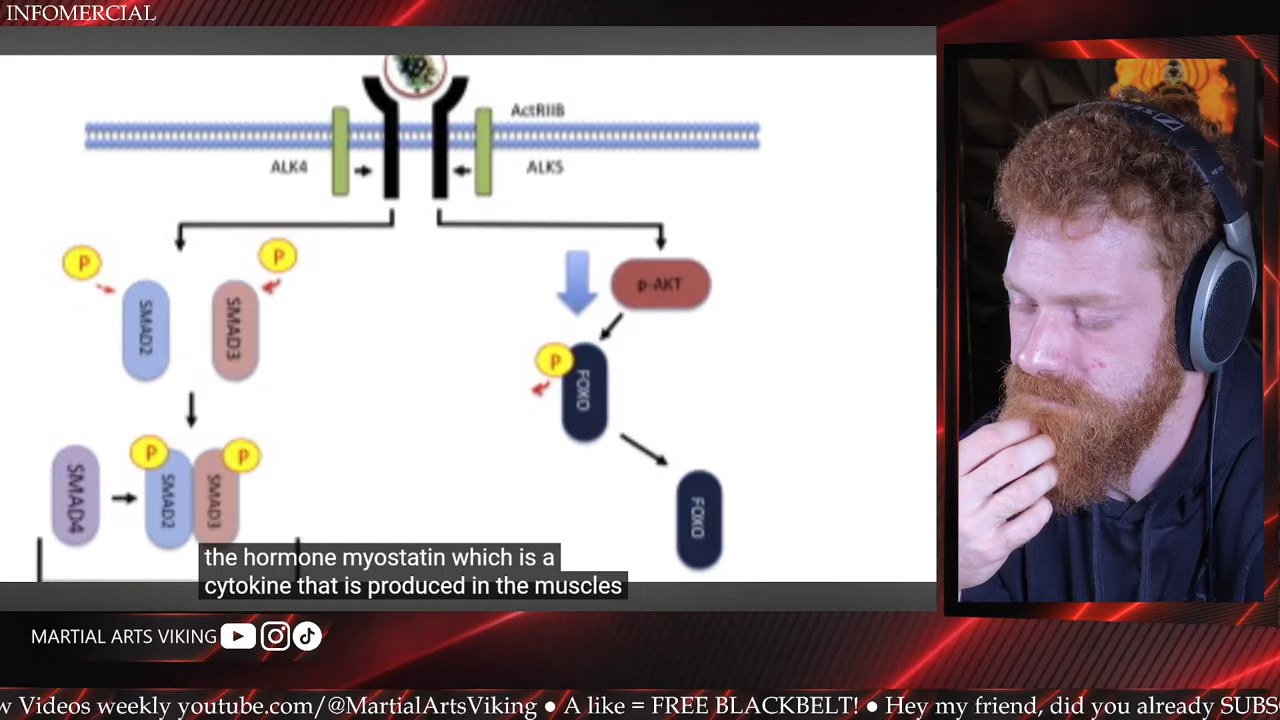 INFOMERCIAL
ActRIIB
ALK4
ALK5
P
P
p-AKT
SMAD2
SMAD3
P
FOXO
P
P
SMAD4
SMAD2
SMAD3
FOXO
the hormone myostatin which is a
cytokine that is produced in the muscles
MARTIAL ARTS VIKING
w Videos weekly youtube.com/@MartialArtsViking ● A like = FREE BLACKBELT! ● Hey my friend, did you already SUBS